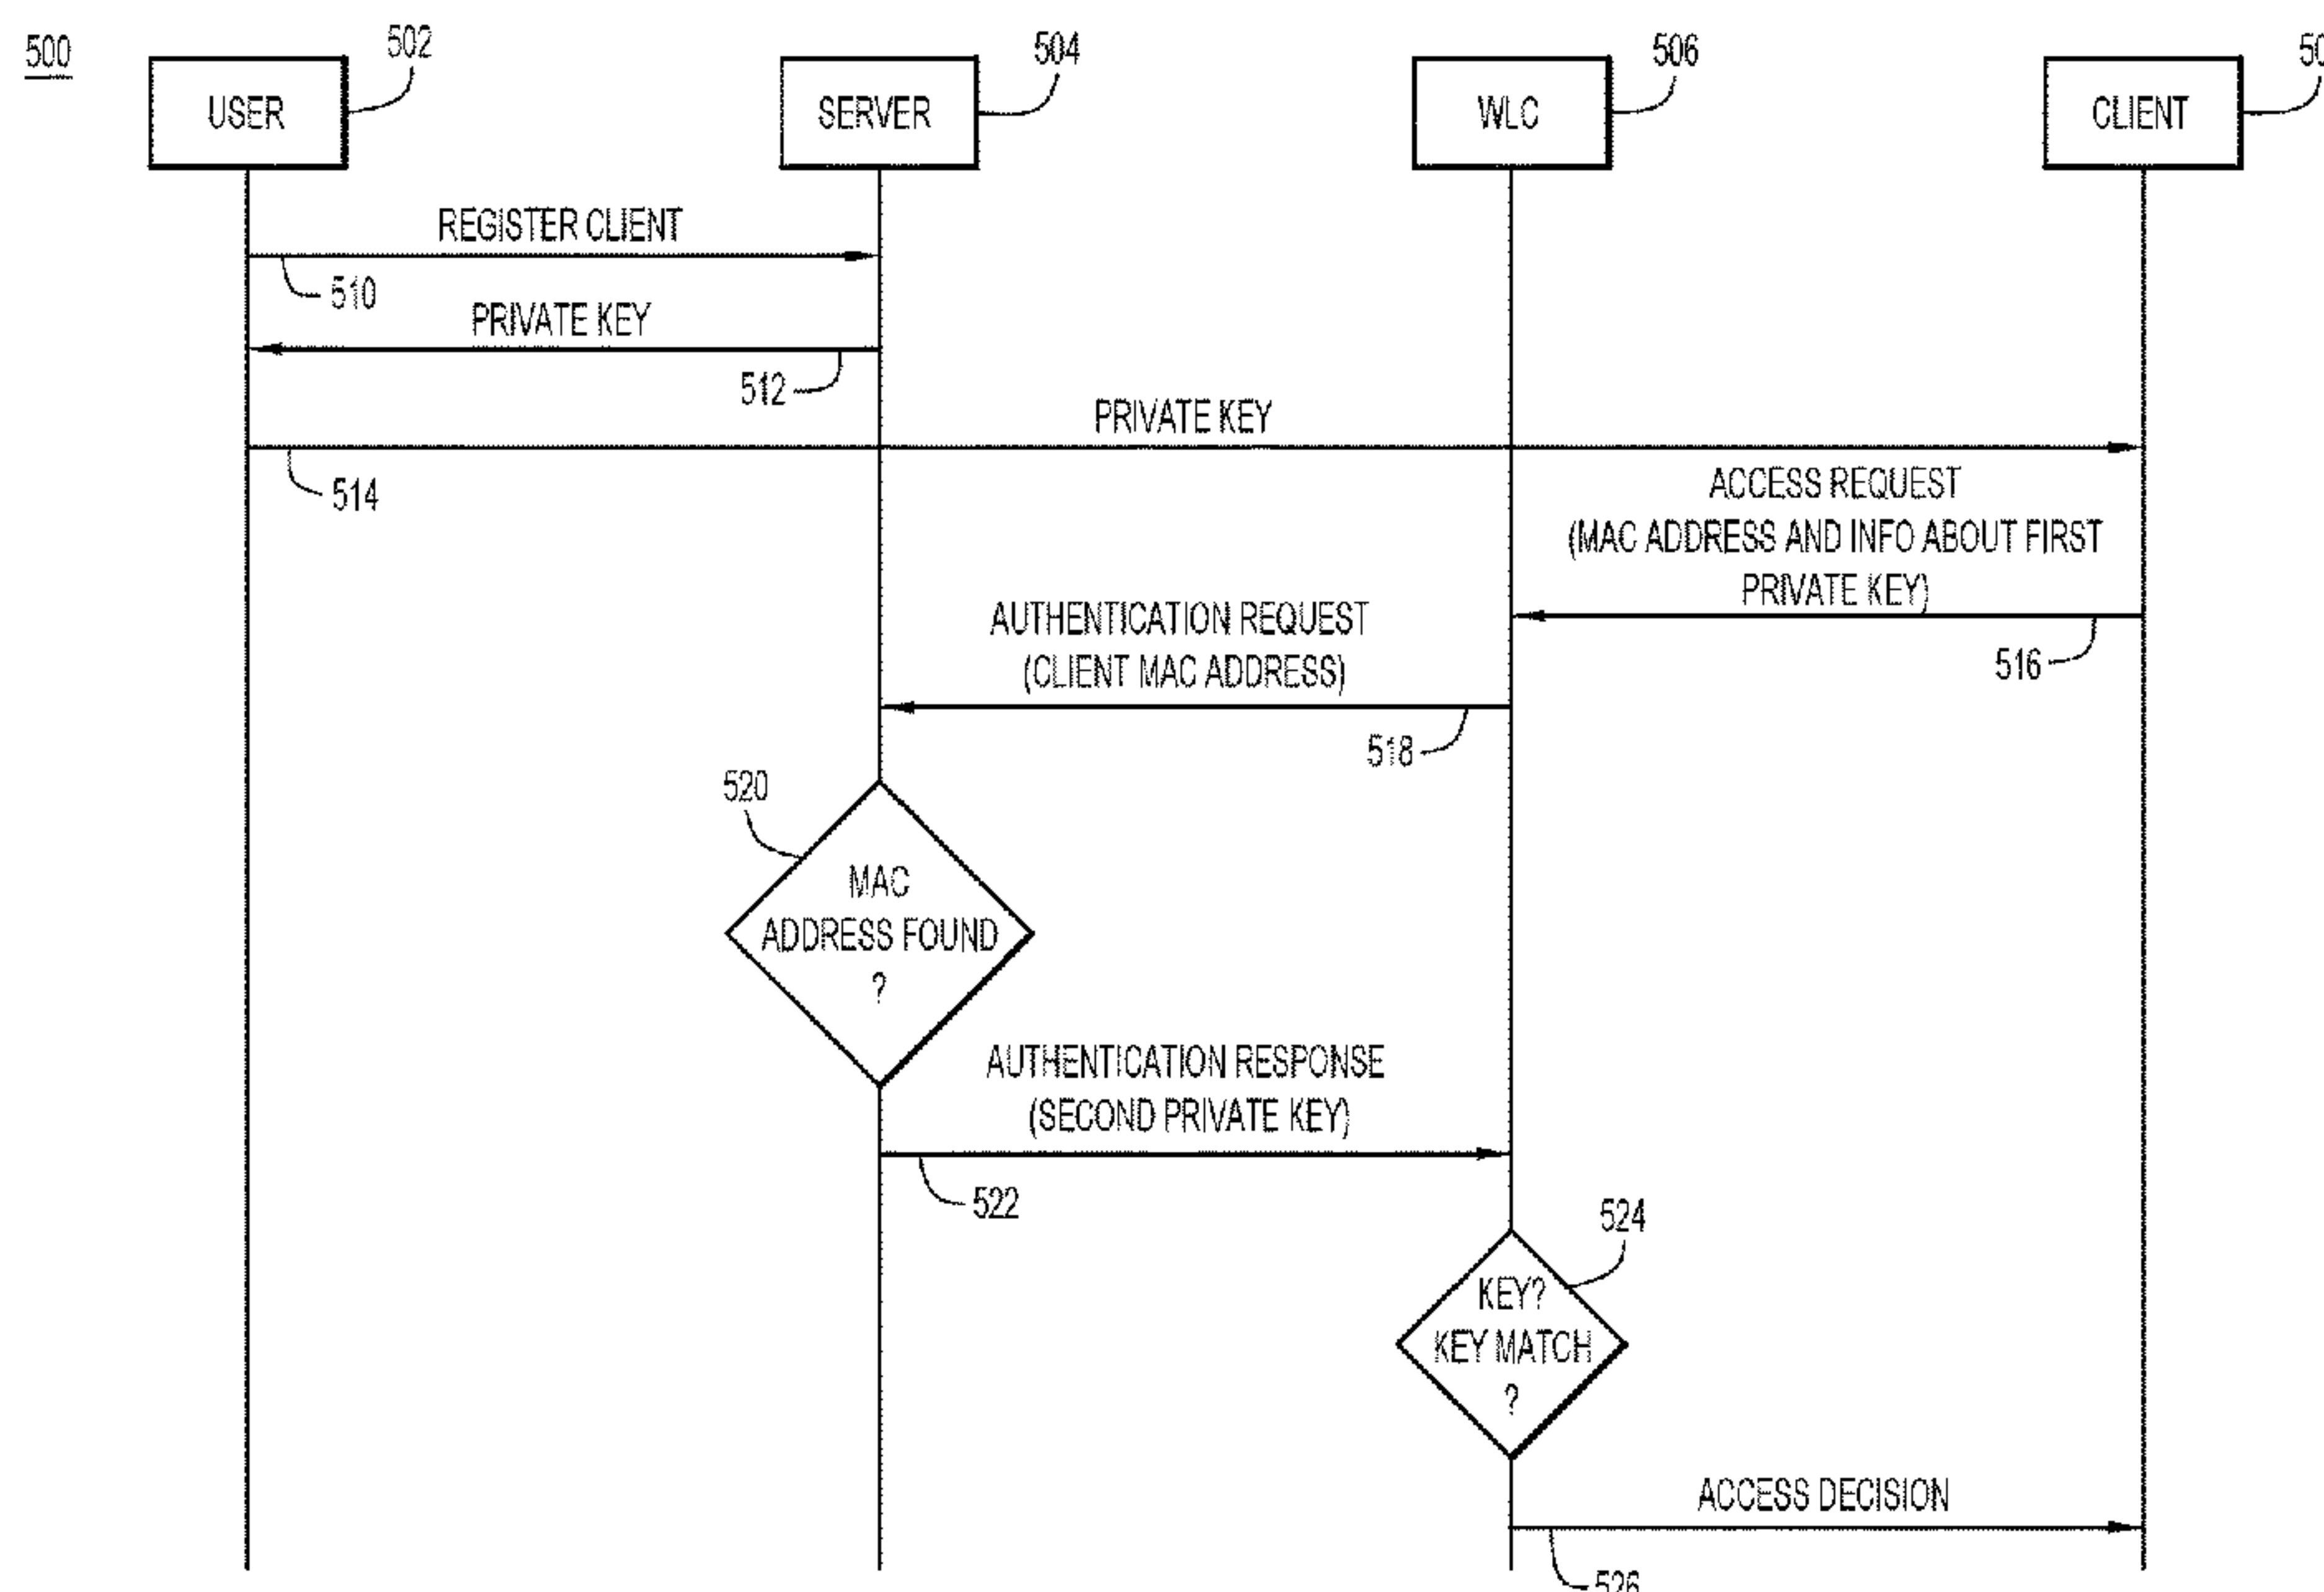 500
502
504
506
USER
SERVER
WLC
CLIENT
REGISTER CLIENT
510
PRIVATE KEY
512
PRIVATE KEY
514
ACCESS REQUEST
(MAC ADDRESS AND INFO ABOUT FIRST
PRIVATE KEY)
516
AUTHENTICATION REQUEST
(CLIENT MAC ADDRESS)
518
520
MAC
ADDRESS FOUND
?
AUTHENTICATION RESPONSE
(SECOND PRIVATE KEY)
522
524
KEY?
KEY MATCH
?
ACCESS DECISION
526